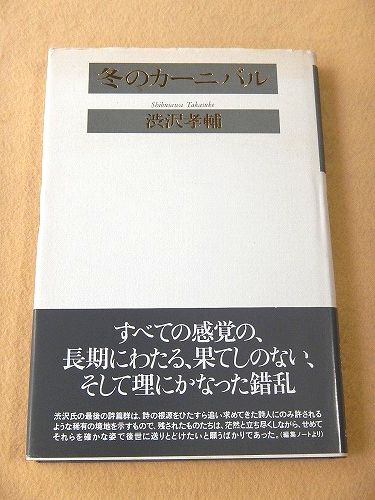 冬のカーニバル
Shibusawa Takasuke
渋沢孝輔
すべての感覚の、
長期にわたる、果てしのない、
そして理にかなった錯乱
渋沢氏の最後の詩篇群は、詩の根源をひたすら追い求めてきた詩人にのみ許される
ような稀有の境地を示すもので、残されたものたちは、茫然と立ち尽くしながら、せめて
それらを確かな姿で後世に送りとどけたいと願うばかりであった。（編集ノートより）